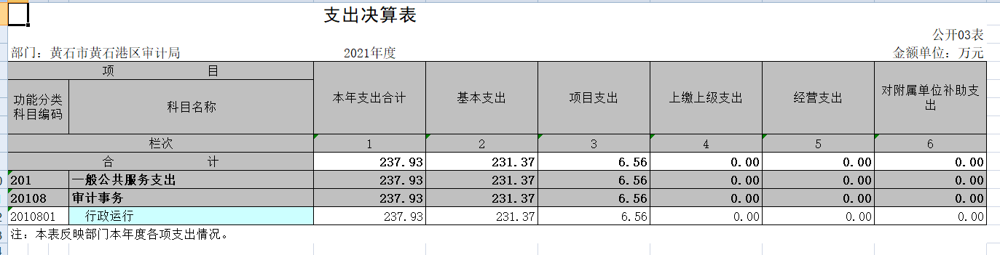 支出决算表
公开03表
部门：黄石市黄石港区审计局 2021年度 金额单位：万元
项 目 本年支出合计 基本支出 项目支出 上缴上级支出 经营支出 对附属单位补助支出
功能分类科目编码 科目名称
栏次 1 2 3 4 5 6
合 计 237.93 231.37 6.56 0.00 0.00 0.00
201 一般公共服务支出 237.93 231.37 6.56 0.00 0.00 0.00
20108 审计事务 237.93 231.37 6.56 0.00 0.00 0.00
2010801 行政运行 237.93 231.37 6.56 0.00 0.00 0.00
注：本表反映部门本年度各项支出情况。